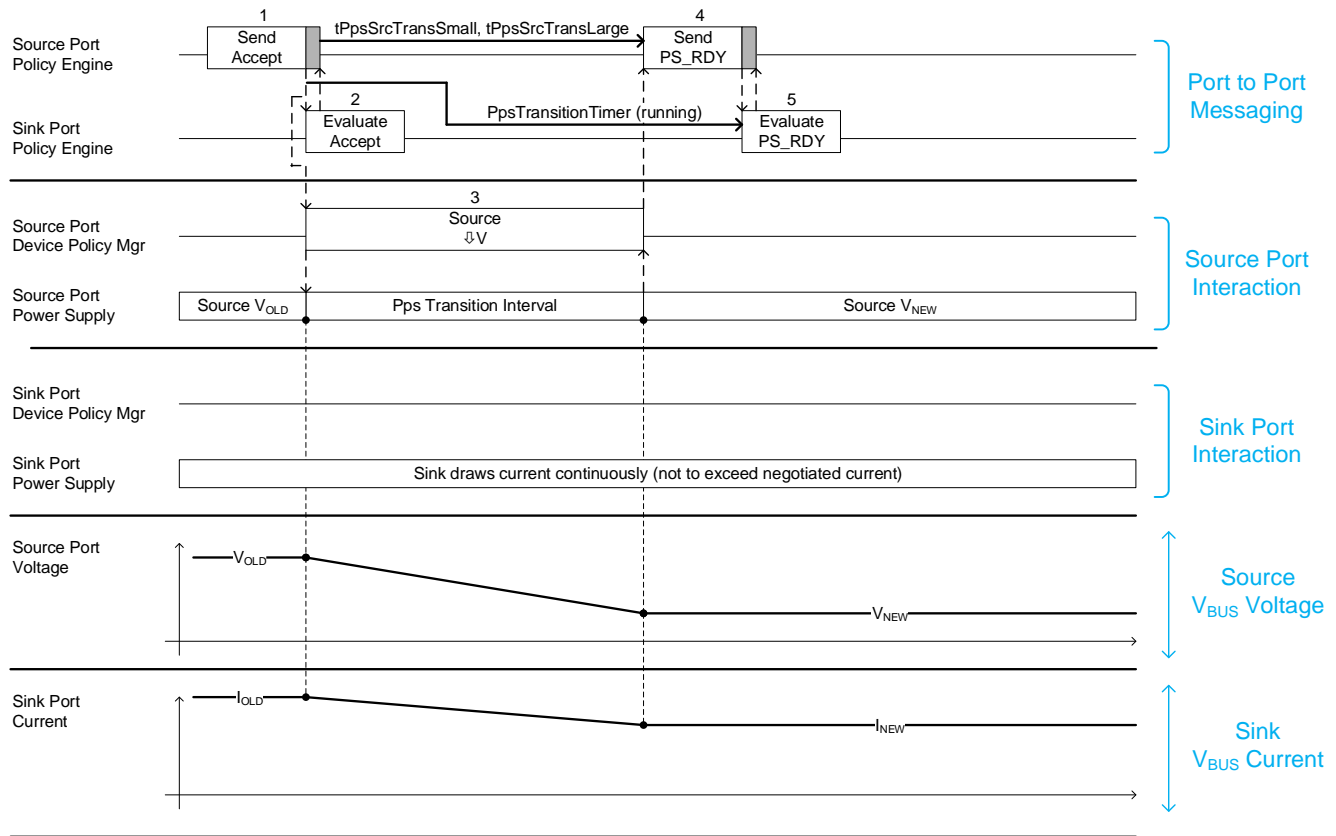 1
4
Source Port
Policy Engine
Send
Accept
tPpsSrcTransSmall, tPpsSrcTransLarge
Send
PS_RDY
2
5
Sink Port
Policy Engine
Evaluate
Accept
PpsTransitionTimer (running)
Evaluate
PS_RDY
Port to Port
Messaging
3
Source Port
Device Policy Mgr
Source
⇩V
Source Port
Power Supply
Source VOLD
Pps Transition Interval
Source VNEW
Source Port
Interaction
Sink Port
Device Policy Mgr
Sink Port
Power Supply
Sink draws current continuously (not to exceed negotiated current)
Sink Port
Interaction
Source Port
Voltage
VOLD
VNEW
Source
VBUS Voltage
Sink Port
Current
IOLD
INEW
Sink
VBUS Current